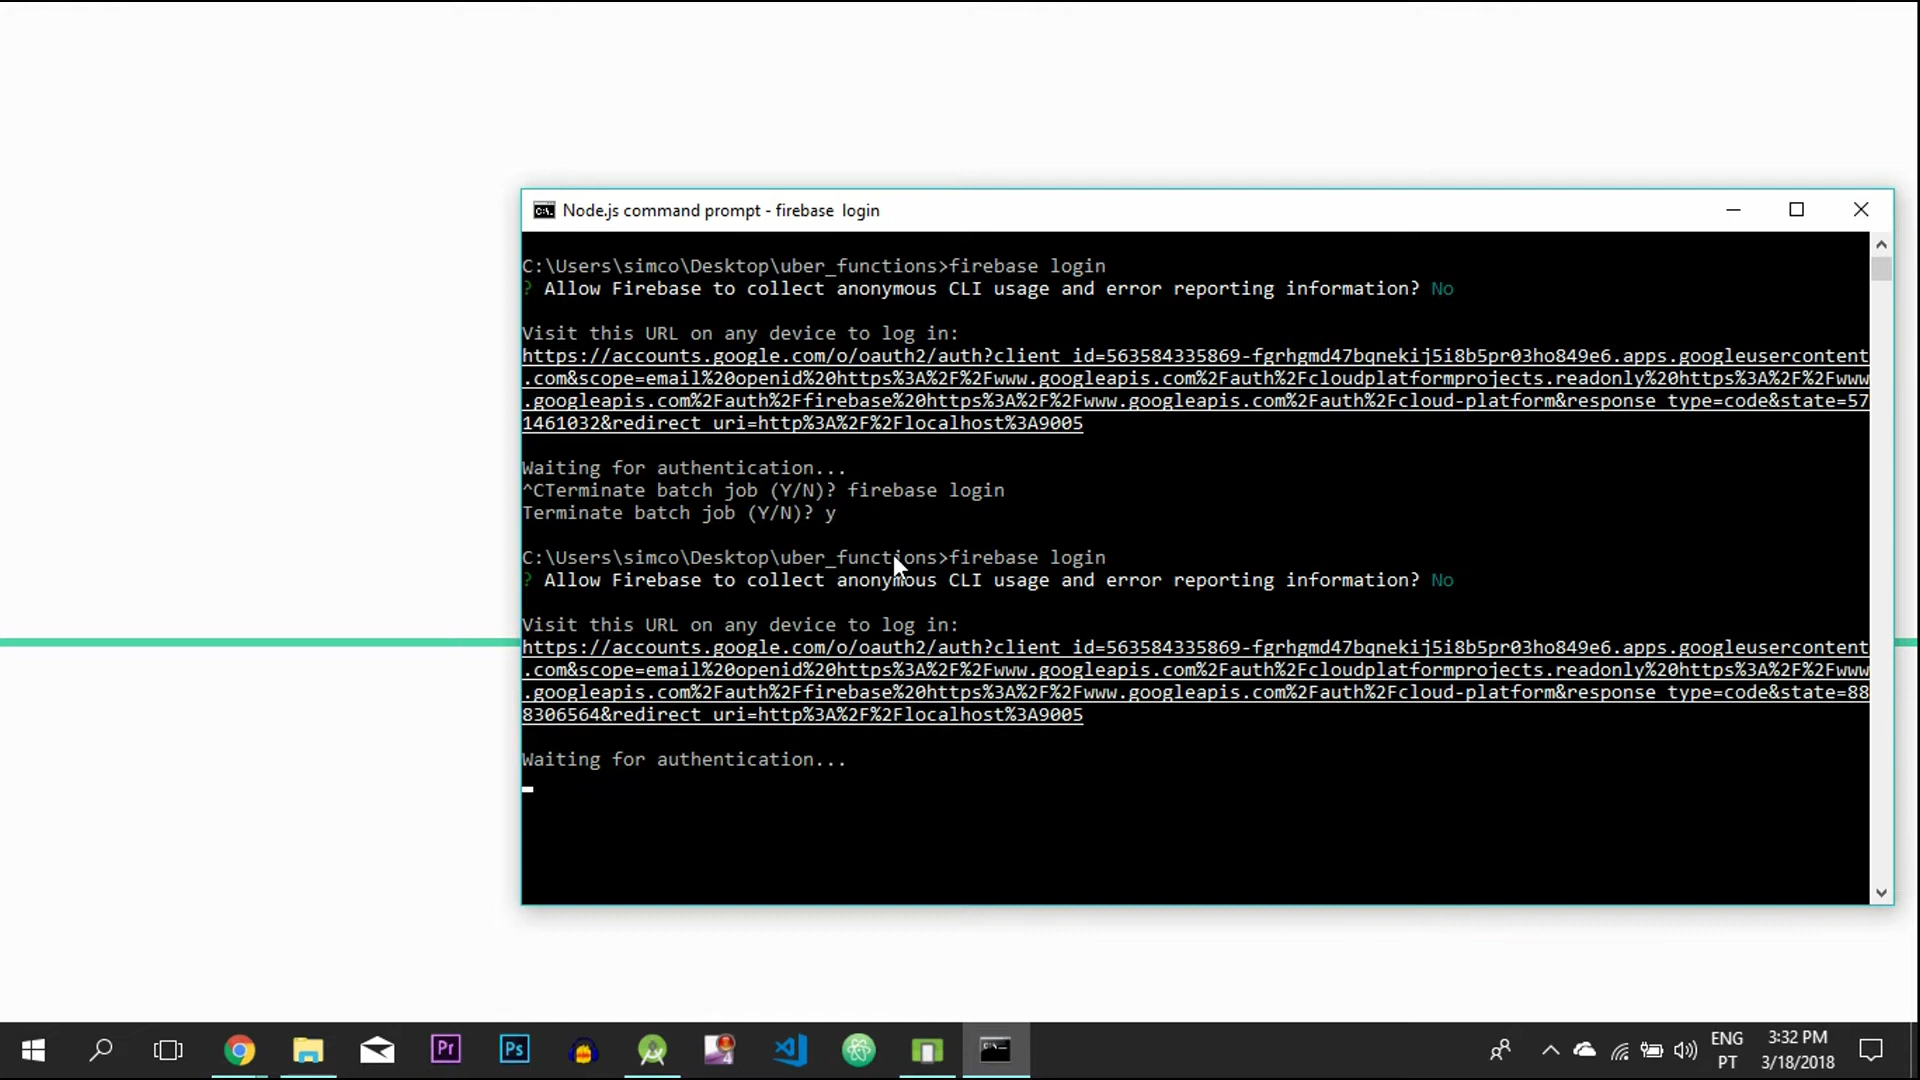 Node.js command prompt - firebase  login
C:\Users\simco\Desktop\uber_functions>firebase login
? Allow Firebase to collect anonymous CLI usage and error reporting information? No
Visit this URL on any device to log in:
https://accounts.google.com/o/oauth2/auth?client_id=563584335869-fgrhgmd47bqnekij5i8b5pr03ho849e6.apps.googleusercontent
.com&scope=email%20openid%20https%3A%2F%2Fwww.googleapis.com%2Fauth%2Fcloudplatformprojects.readonly%20https%3A%2F%2Fwww
.googleapis.com%2Fauth%2Ffirebase%20https%3A%2F%2Fwww.googleapis.com%2Fauth%2Fcloud-platform&response_type=code&state=57
1461032&redirect_uri=http%3A%2F%2Flocalhost%3A9005
Waiting for authentication...
^CTerminate batch job (Y/N)? firebase login
Terminate batch job (Y/N)? y
C:\Users\simco\Desktop\uber_functions>firebase login
? Allow Firebase to collect anonymous CLI usage and error reporting information? No
Visit this URL on any device to log in:
https://accounts.google.com/o/oauth2/auth?client_id=563584335869-fgrhgmd47bqnekij5i8b5pr03ho849e6.apps.googleusercontent
.com&scope=email%20openid%20https%3A%2F%2Fwww.googleapis.com%2Fauth%2Fcloudplatformprojects.readonly%20https%3A%2F%2Fwww
.googleapis.com%2Fauth%2Ffirebase%20https%3A%2F%2Fwww.googleapis.com%2Fauth%2Fcloud-platform&response_type=code&state=88
8306564&redirect_uri=http%3A%2F%2Flocalhost%3A9005
Waiting for authentication...
Pr
Ps
4
ENG
PT
3:32 PM
3/18/2018